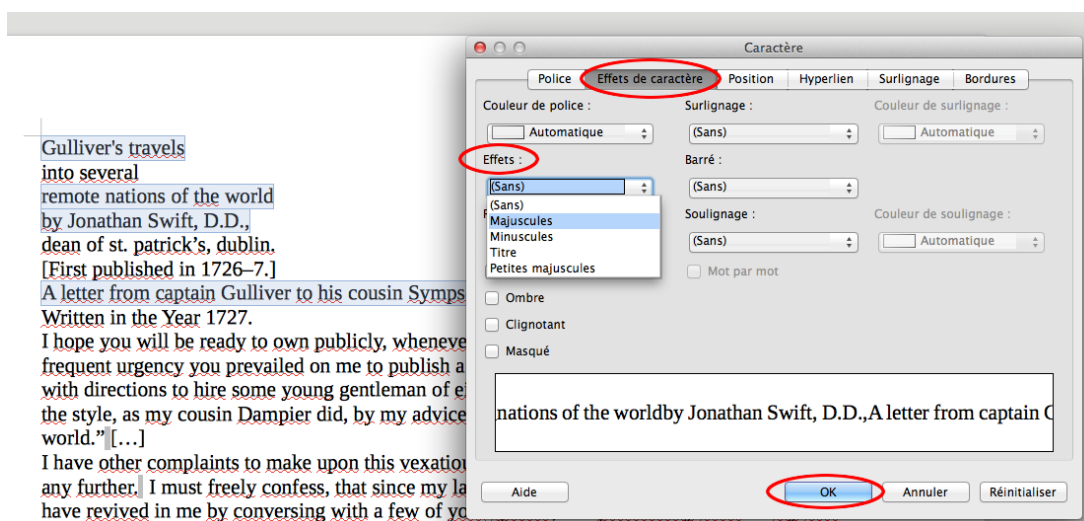 Caractère
Police Effets de caractère Position Hyperlien Surlignage Bordures
Couleur de police : Surlignage : Couleur de surlignage :
Automatique (Sans) Automatique
Effets : Barré :
(Sans) (Sans)
(Sans)
Majuscules Soulignage : Couleur de soulignage :
Minuscules (Sans) Automatique
Titre
Petites majuscules Mot par mot
Ombre
Clignotant
Masqué
nations of the worldby Jonathan Swift, D.D.,A letter from captain
Aide OK Annuler Réinitialiser
Gulliver's travels
into several
remote nations of the world
by Jonathan Swift, D.D.,
dean of st. patrick’s, dublin.
[First published in 1726–7.]
A letter from captain Gulliver to his cousin Symps
Written in the Year 1727.
I hope you will be ready to own publicly, wheneve
frequent urgency you prevailed on me to publish a
with directions to hire some young gentleman of
the style, as my cousin Dampier did, by my advice
world.” […]
I have other complaints to make upon this vexatio
any further. I must freely confess, that since my la
have revived in me by conversing with a few of yo